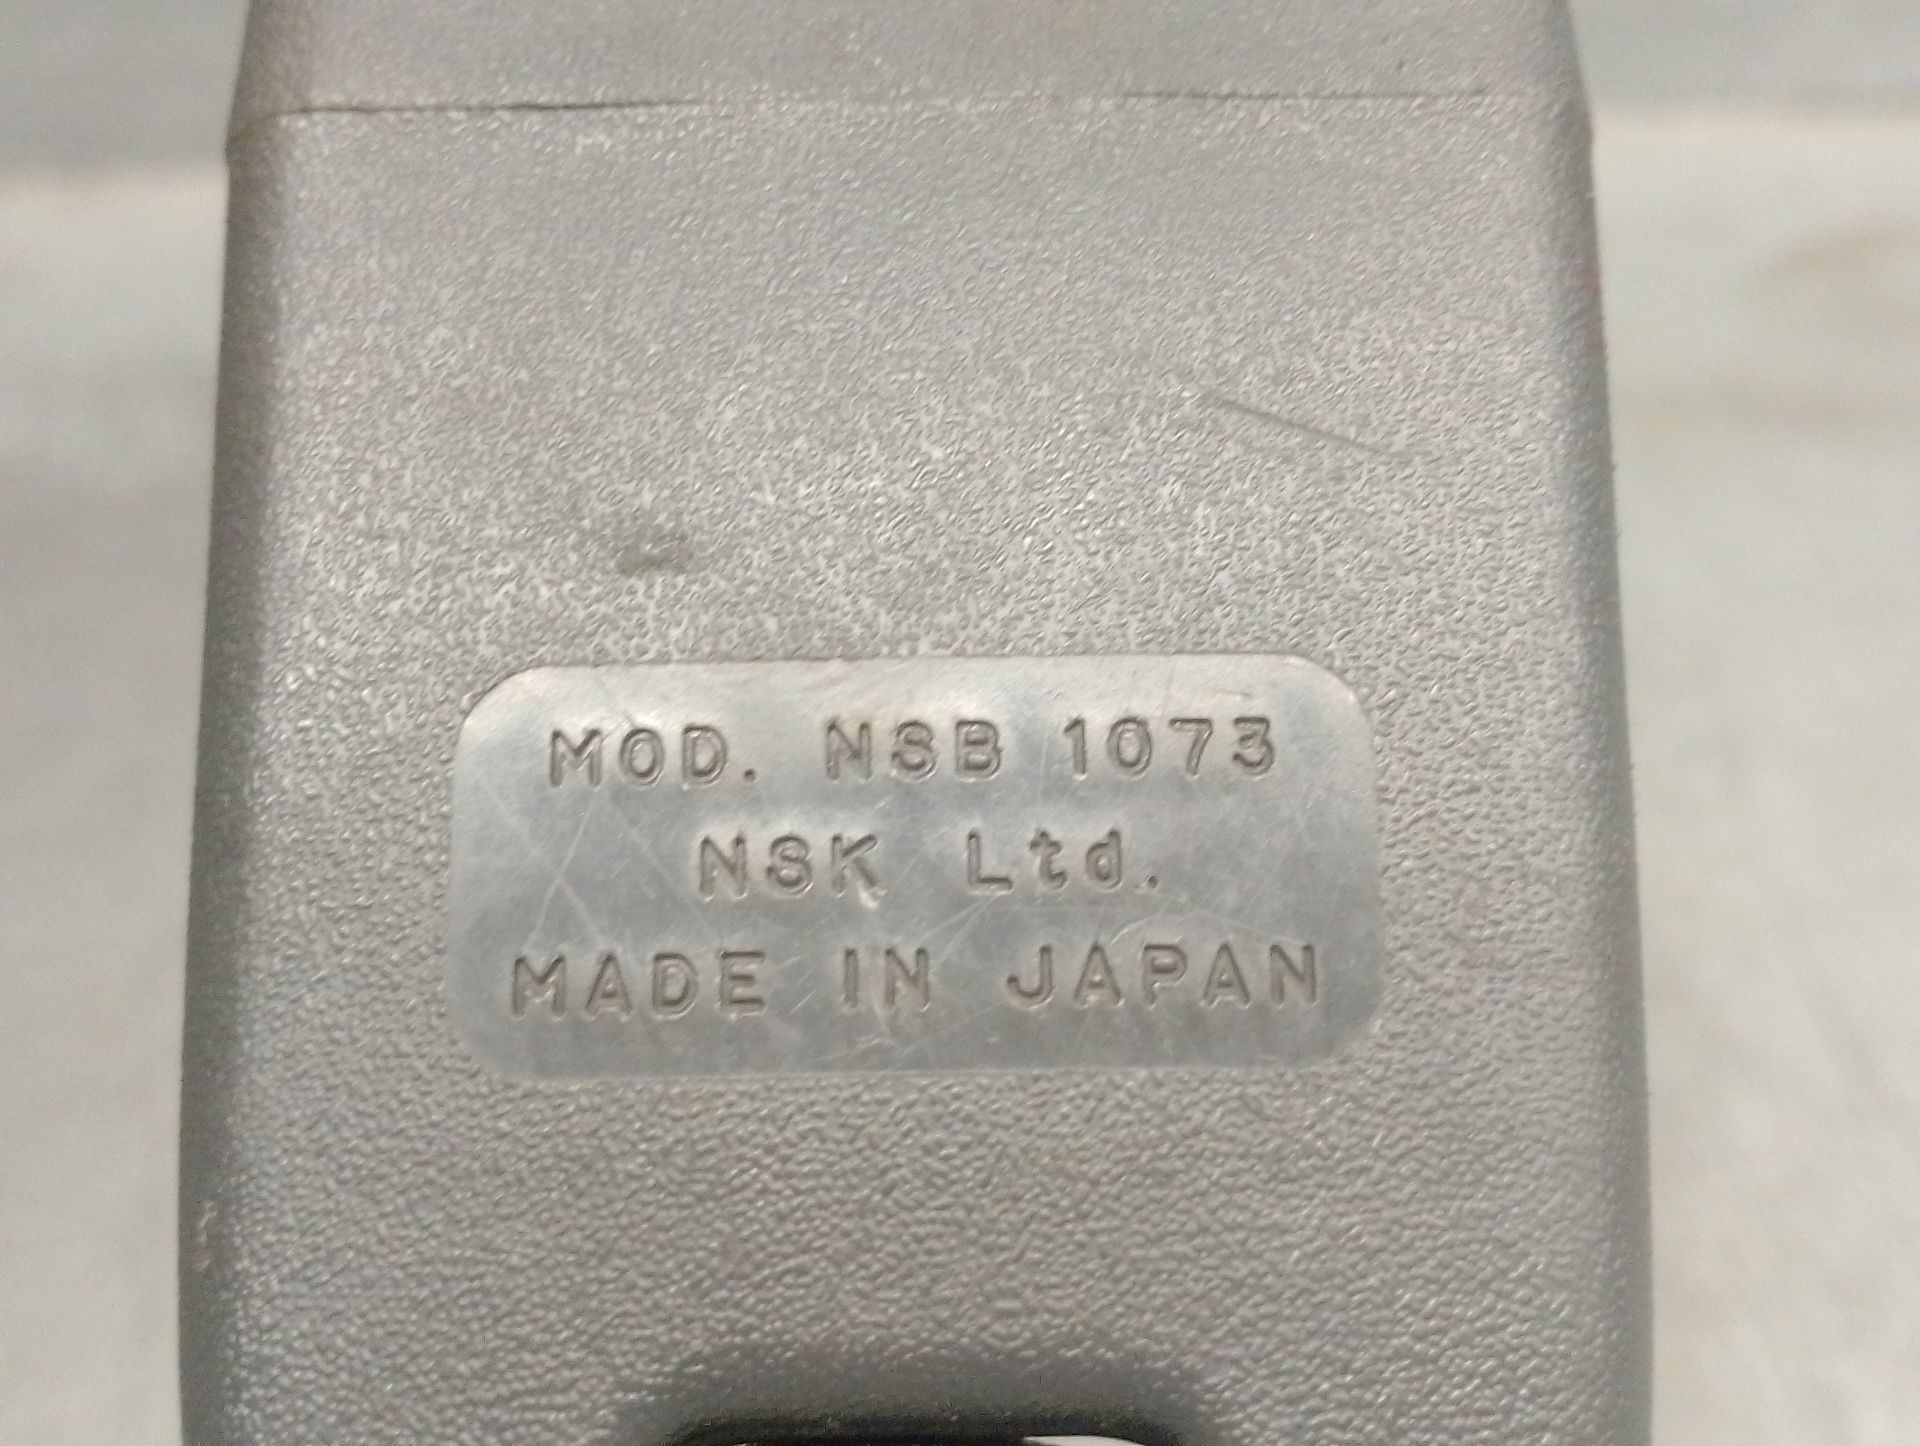 MOD. NSB 1073
NSK Ltd.
MADE IN JAPAN